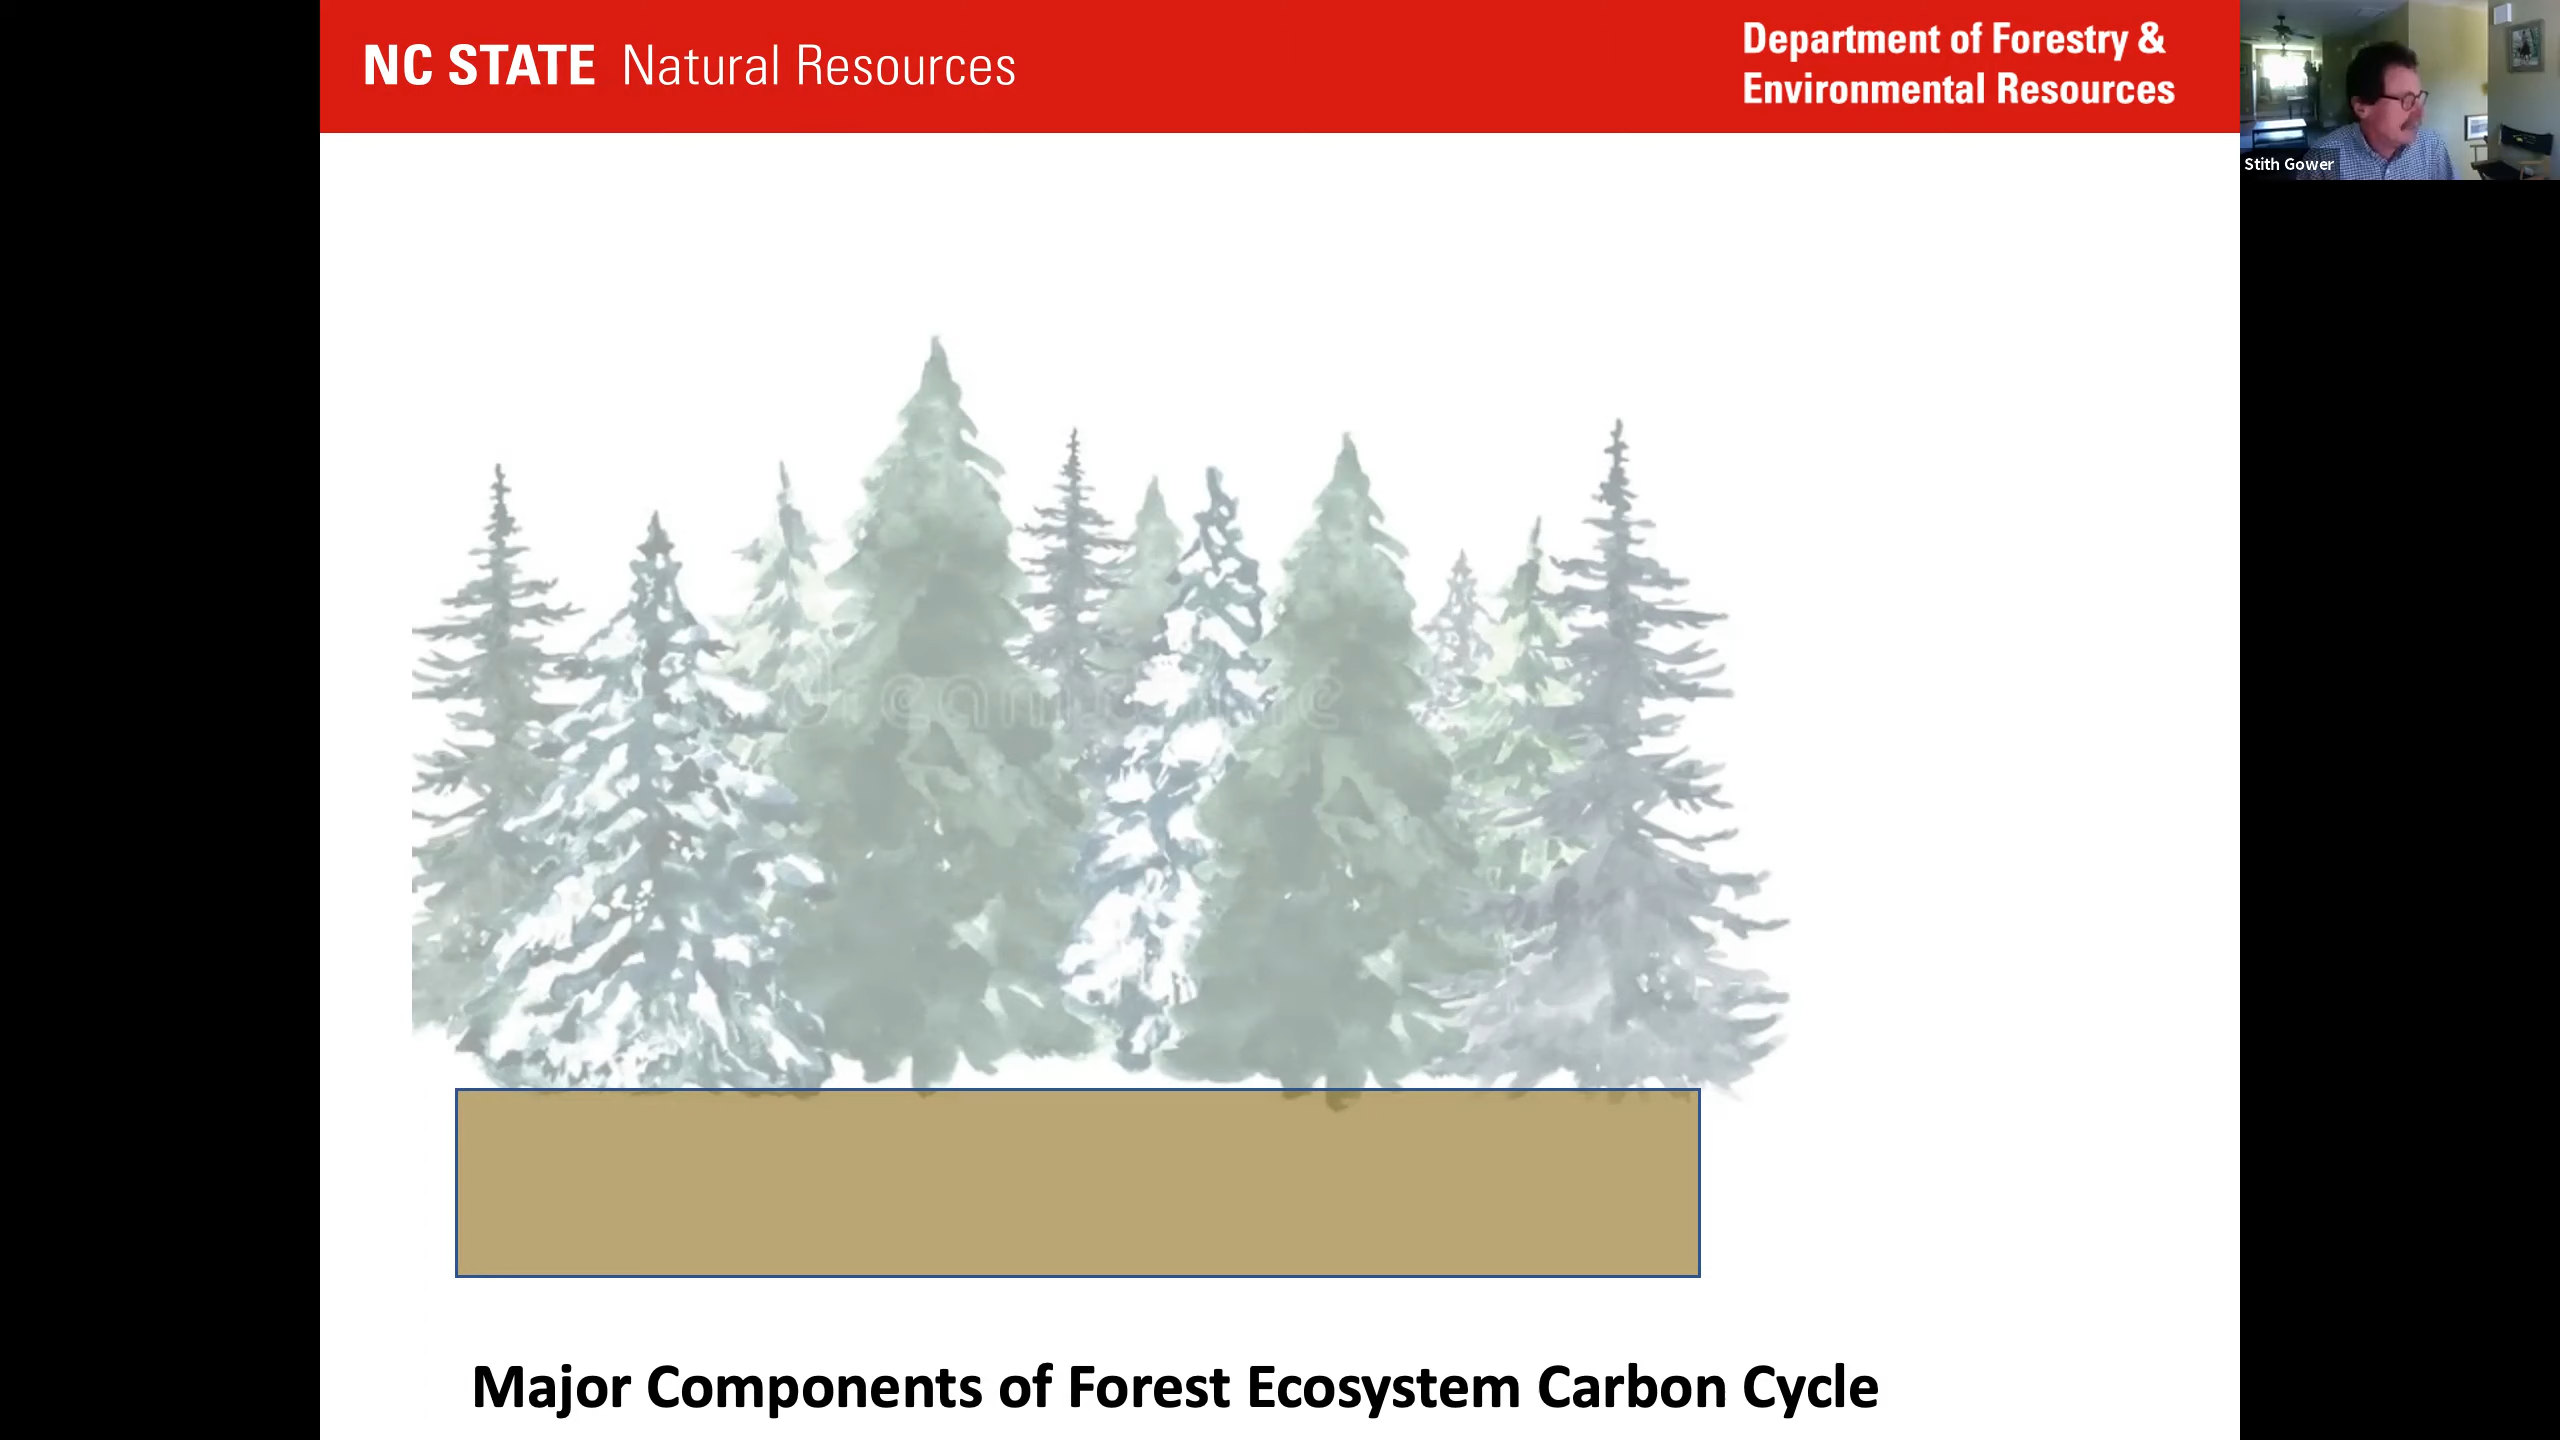 NC STATE Natural Resources
Department of Forestry &
Environmental Resources
Stith Gower
Major Components of Forest Ecosystem Carbon Cycle